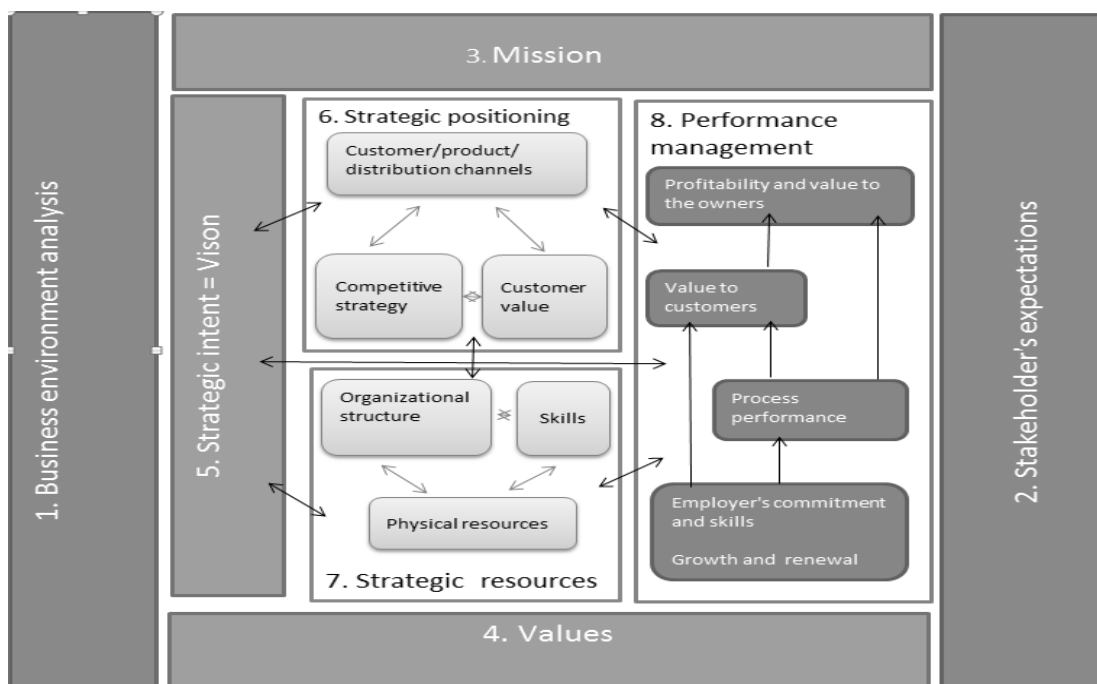 1. Business environment analysis
2. Stakeholder's expectations
3. Mission
4. Values
5. Strategic intent = Vison
6. Strategic positioning
Customer/product/
distribution channels
Competitive
strategy
Customer
value
Organizational
structure
Skills
Physical resources
7. Strategic resources
8. Performance
management
Profitability and value to
the owners
Value to
customers
Process
performance
Employer's commitment
and skills
Growth and renewal